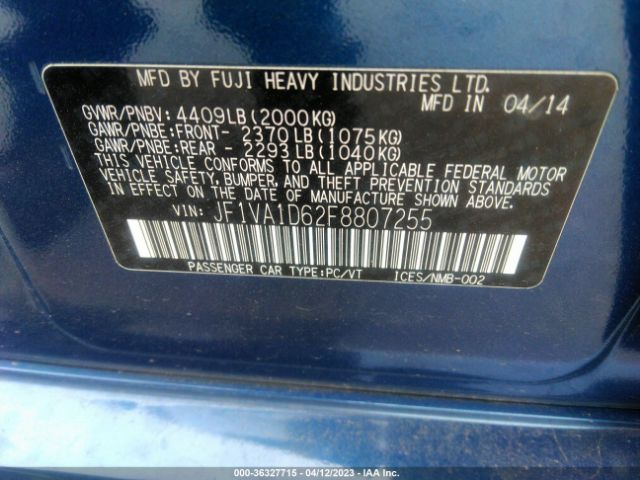 MFD BY FUJI HEAVY INDUSTRIES LTD.
MFD IN 04/14
GVWR/PNBV: 4409LB(2000KG)
GAWR/PNBE:FRONT- 2370LB(1075KG)
GAWR/PNBE:REAR - 2293LB(1040KG)
THIS VEHICLE CONFORMS TO ALL APPLICABLE FEDERAL MOTOR
VEHICLE SAFETY, BUMPER, AND THEFT PREVENTION STANDARDS
IN EFFECT ON THE DATE OF MANUFACTURE SHOWN ABOVE.
VIN: JF1VA1D62F8807255
PASSENGER CAR TYPE:PC/VT ICES/NMB-002
000-36327715 - 04/12/2023 - IAA Inc.